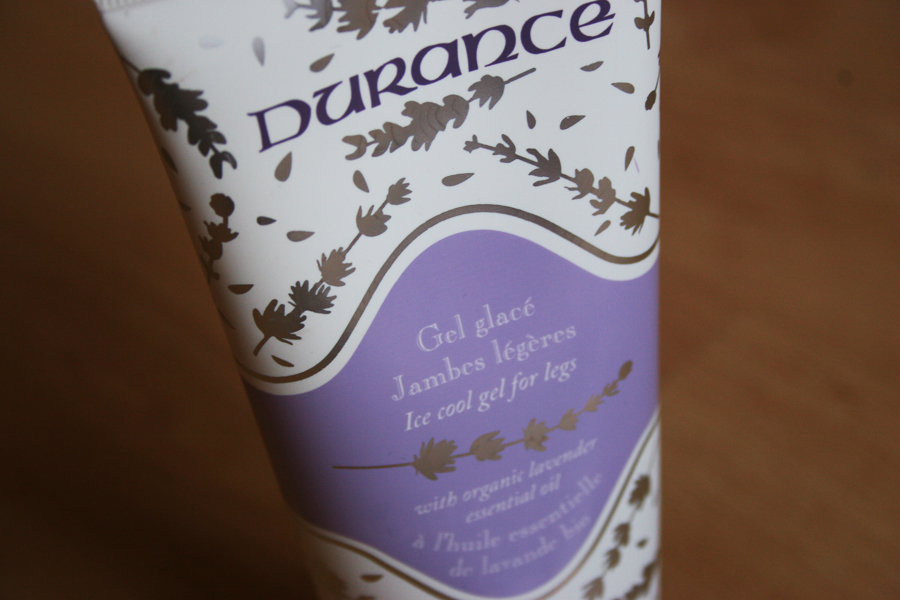 DURANCE
Gel glacé
Jambes légères
Ice cool gel for legs
with organic lavender
essential oil
à l'huile essentielle
de lavande bio